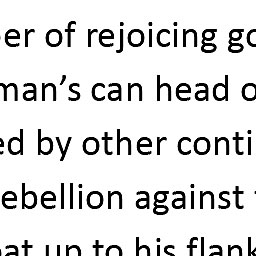 er of rejoicing go
man’s can head o
ed by other conti
ebellion against
at up to his flank